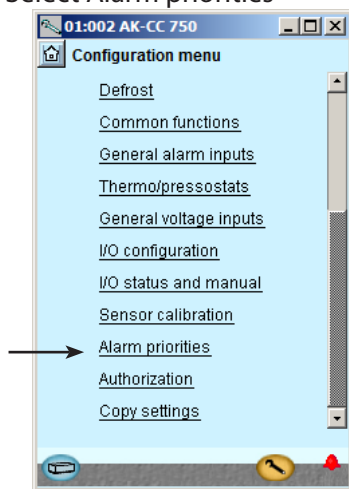 Select Alarm priorities
01:002 AK-CC 750
Configuration menu
Defrost
Common functions
General alarm inputs
Thermo/pressostats
General voltage inputs
I/O configuration
I/O status and manual
Sensor calibration
Alarm priorities
Authorization
Copy settings